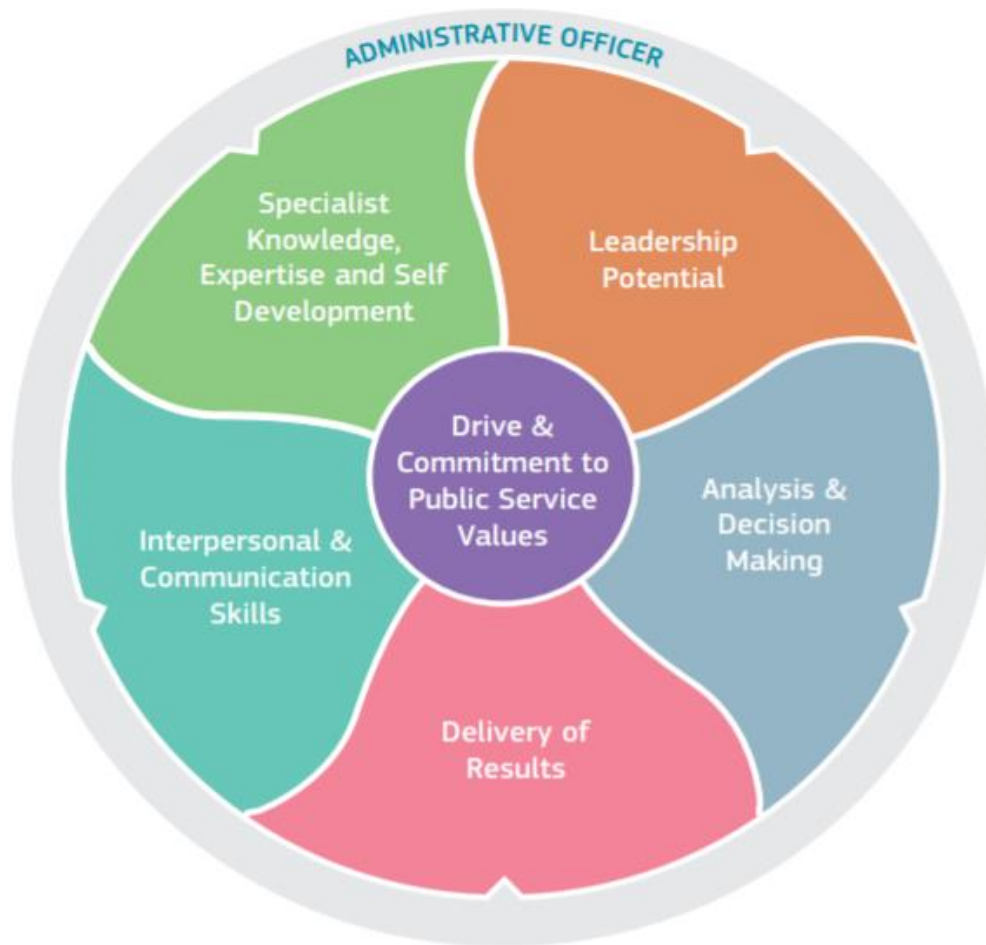 ADMINISTRATIVE OFFICER
Specialist
Knowledge,
Expertise and Self
Development
Leadership
Potential
Drive &
Commitment to
Public Service
Values
Analysis &
Decision
Making
Interpersonal &
Communication
Skills
Delivery of
Results